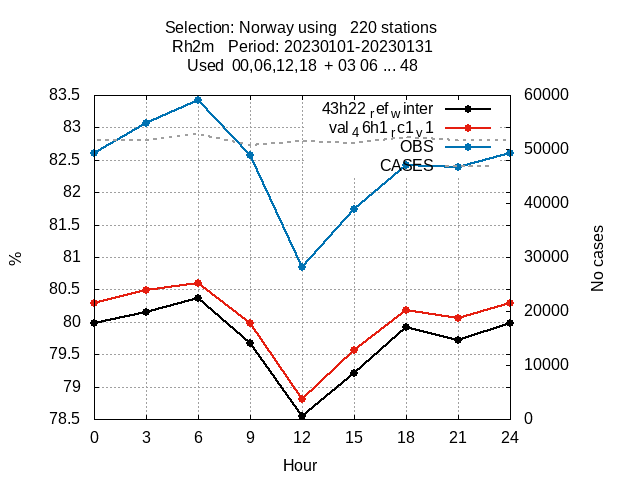 Selection: Norway using   220 stations
Rh2m   Period: 20230101-20230131
Used  00,06,12,18  + 03 06 ... 48
83.5
83
82.5
82
81.5
81
80.5
80
79.5
79
78.5
%
60000
50000
40000
30000
20000
10000
0
No cases
43h22_ref_winter
val_46h1_rc1_v1
OBS
CASES
0 3 6 9 12 15 18 21 24
Hour